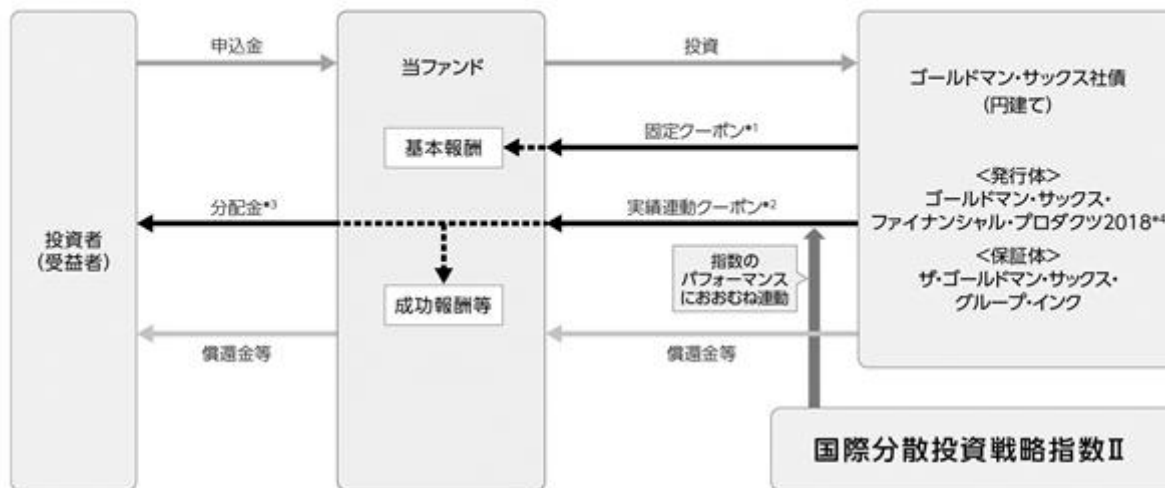 申込金
投資
当ファンド
ゴールドマン・サックス社債
(円建て)
固定クーポン*1
基本報酬
<発行体>
ゴールドマン・サックス・
ファイナンシャル・プロダクツ2018*4
分配金*3
実績連動クーポン*2
投資者
(受益者)
<保証体>
ザ・ゴールドマン・サックス・
グループ・インク
指数の
パフォーマンス
におおむね連動
成功報酬等
償還金等
償還金等
国際分散投資戦略指数Ⅱ